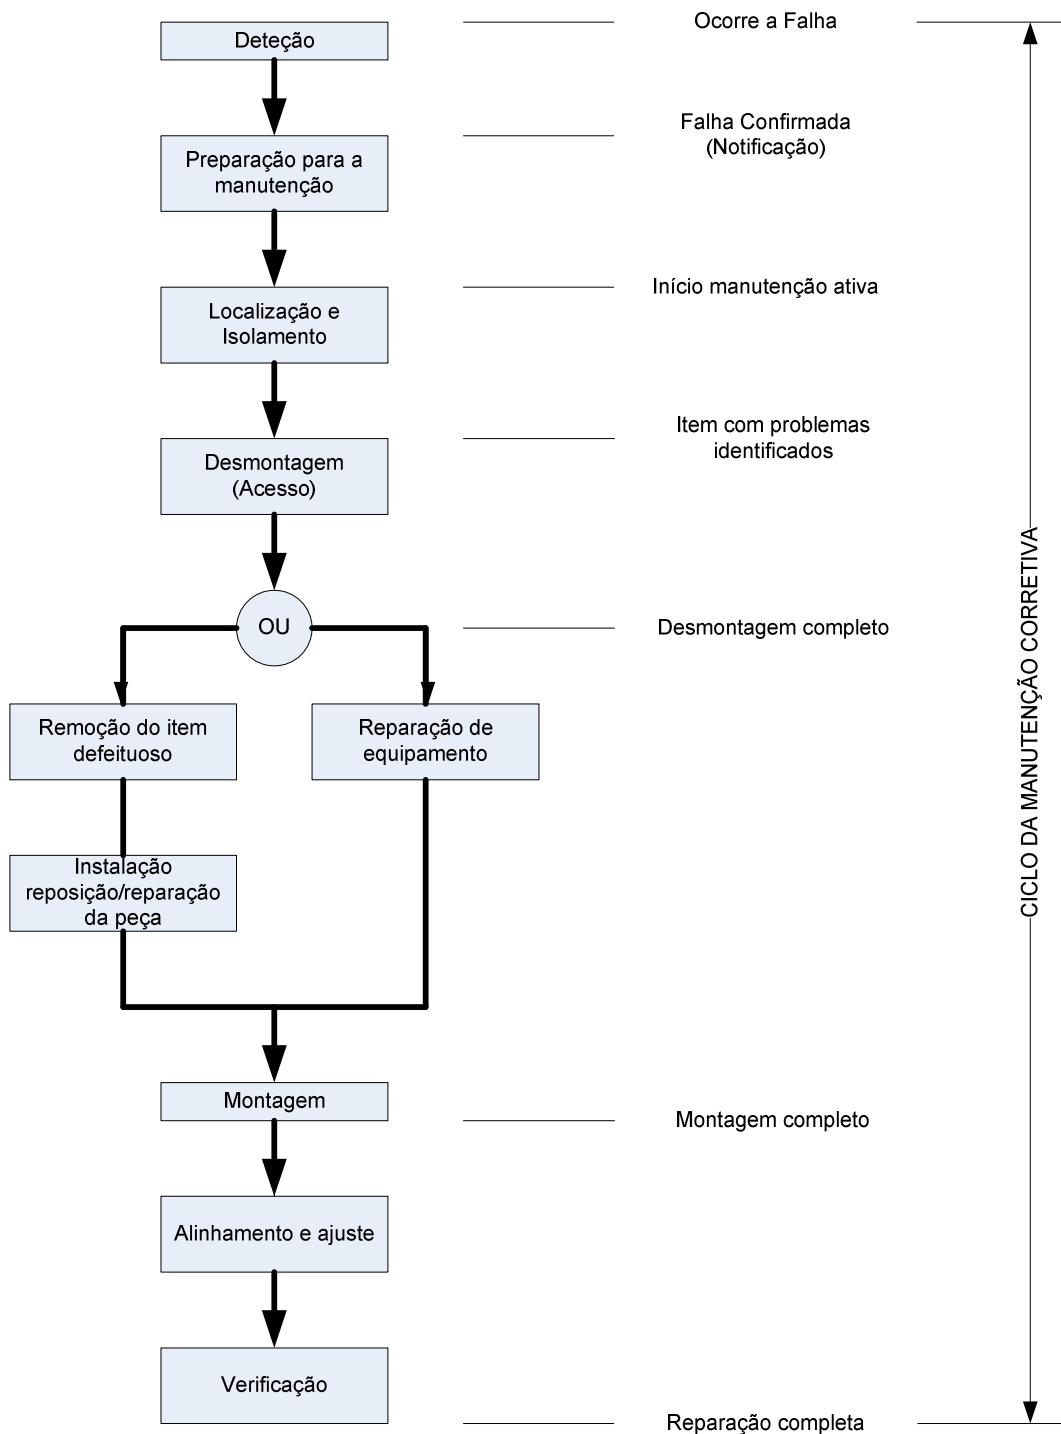 Deteção
Ocorre a Falha
Falha Confirmada
(Notificação)
Preparação para a
manutenção
Início manutenção ativa
Localização e
Isolamento
Item com problemas
identificados
Desmontagem
(Acesso)
OU
Desmontagem completo
Remoção do item
defeituoso
Reparação de
equipamento
Instalação
reposição/reparação
da peça
Montagem
Montagem completo
Alinhamento e ajuste
Verificação
Reparação completa
CICLO DA MANUTENÇÃO CORRETIVA